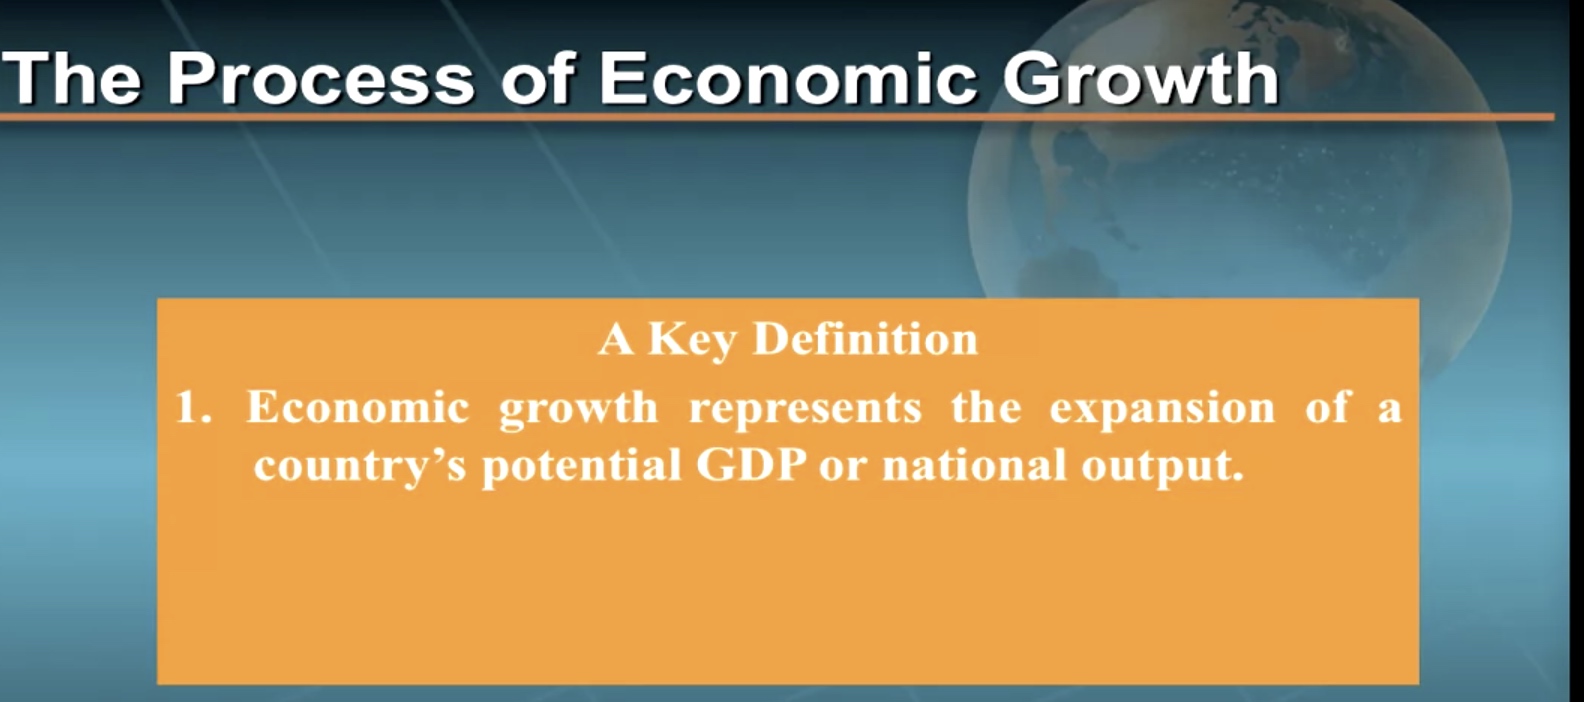 The Process of Economic Growth
A Key Definition
1. Economic growth represents the expansion of a
country’s potential GDP or national output.